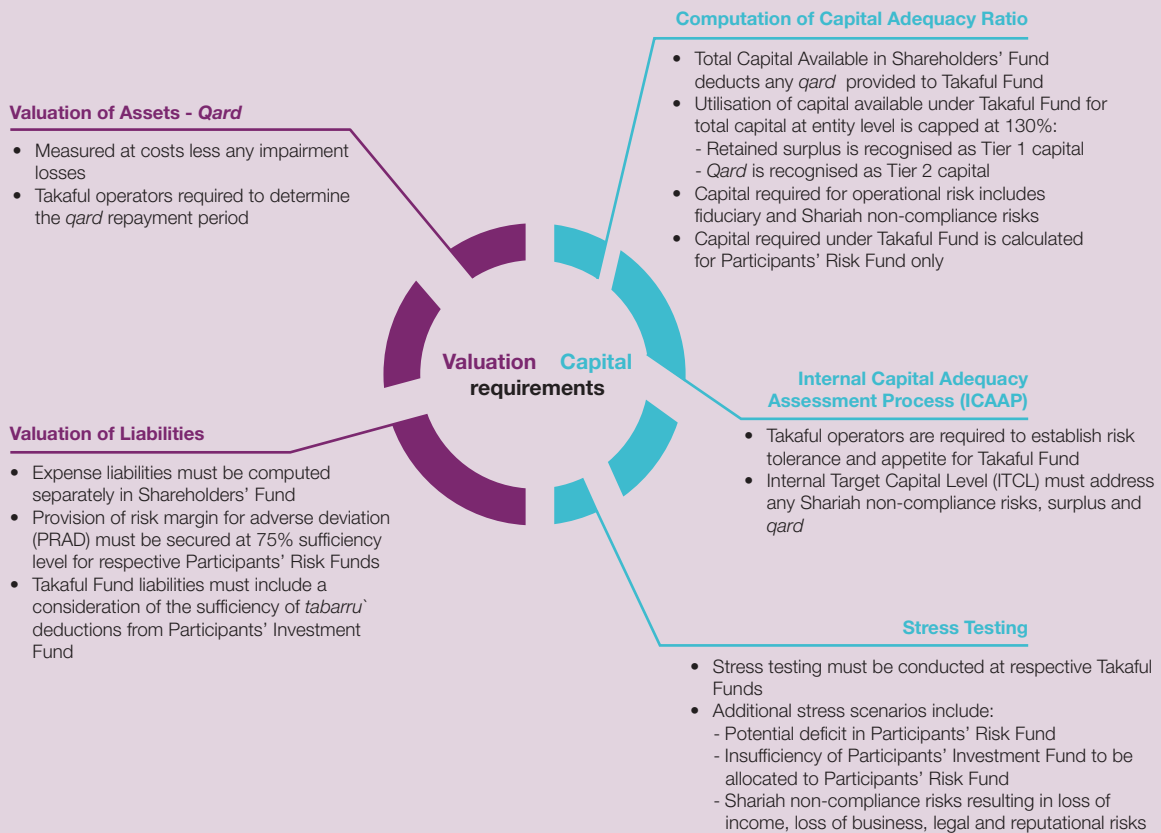 Computation of Capital Adequacy Ratio
• Total Capital Available in Shareholders’ Fund
deducts any qard provided to Takaful Fund
• Utilisation of capital available under Takaful Fund for
total capital at entity level is capped at 130%:
- Retained surplus is recognised as Tier 1 capital
- Qard is recognised as Tier 2 capital
• Capital required for operational risk includes
fiduciary and Shariah non-compliance risks
• Capital required under Takaful Fund is calculated
for Participants’ Risk Fund only
Valuation of Assets - Qard
• Measured at costs less any impairment
losses
• Takaful operators required to determine
the qard repayment period
Valuation Capital
requirements
Internal Capital Adequacy
Assessment Process (ICAAP)
• Takaful operators are required to establish risk
tolerance and appetite for Takaful Fund
• Internal Target Capital Level (ITCL) must address
any Shariah non-compliance risks, surplus and
qard
Valuation of Liabilities
• Expense liabilities must be computed
separately in Shareholders’ Fund
• Provision of risk margin for adverse deviation
(PRAD) must be secured at 75% sufficiency
level for respective Participants’ Risk Funds
• Takaful Fund liabilities must include a
consideration of the sufficiency of tabarru`
deductions from Participants’ Investment
Fund
Stress Testing
• Stress testing must be conducted at respective Takaful
Funds
• Additional stress scenarios include:
- Potential deficit in Participants’ Risk Fund
- Insufficiency of Participants’ Investment Fund to be
allocated to Participants’ Risk Fund
- Shariah non-compliance risks resulting in loss of
income, loss of business, legal and reputational risks